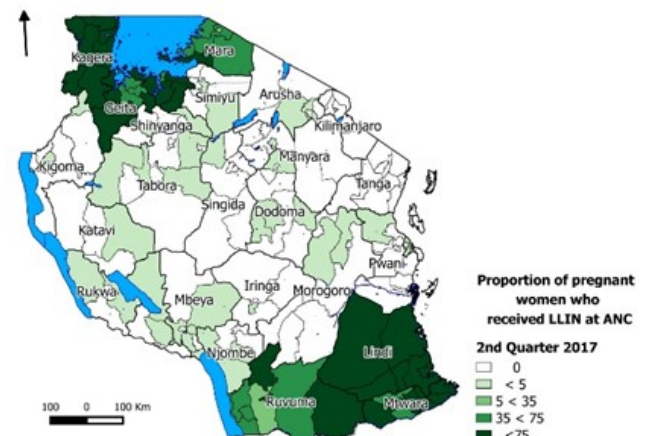 Kagera
Mara
Geita
Simiyu
Arusha
Shinyanga
Kilimanjaro
Kigoma
Manyara
Tabora
Tanga
Singida
Dodoma
Katavi
Pwani
Rukwa
Mbeya
Iringa
Morogoro
Njombe
Lindi
Ruvuma
Mtwara
100 0 100 Km
Proportion of pregnant
women who
received LLIN at ANC
2nd Quarter 2017
0
< 5
5 < 35
35 < 75
<75